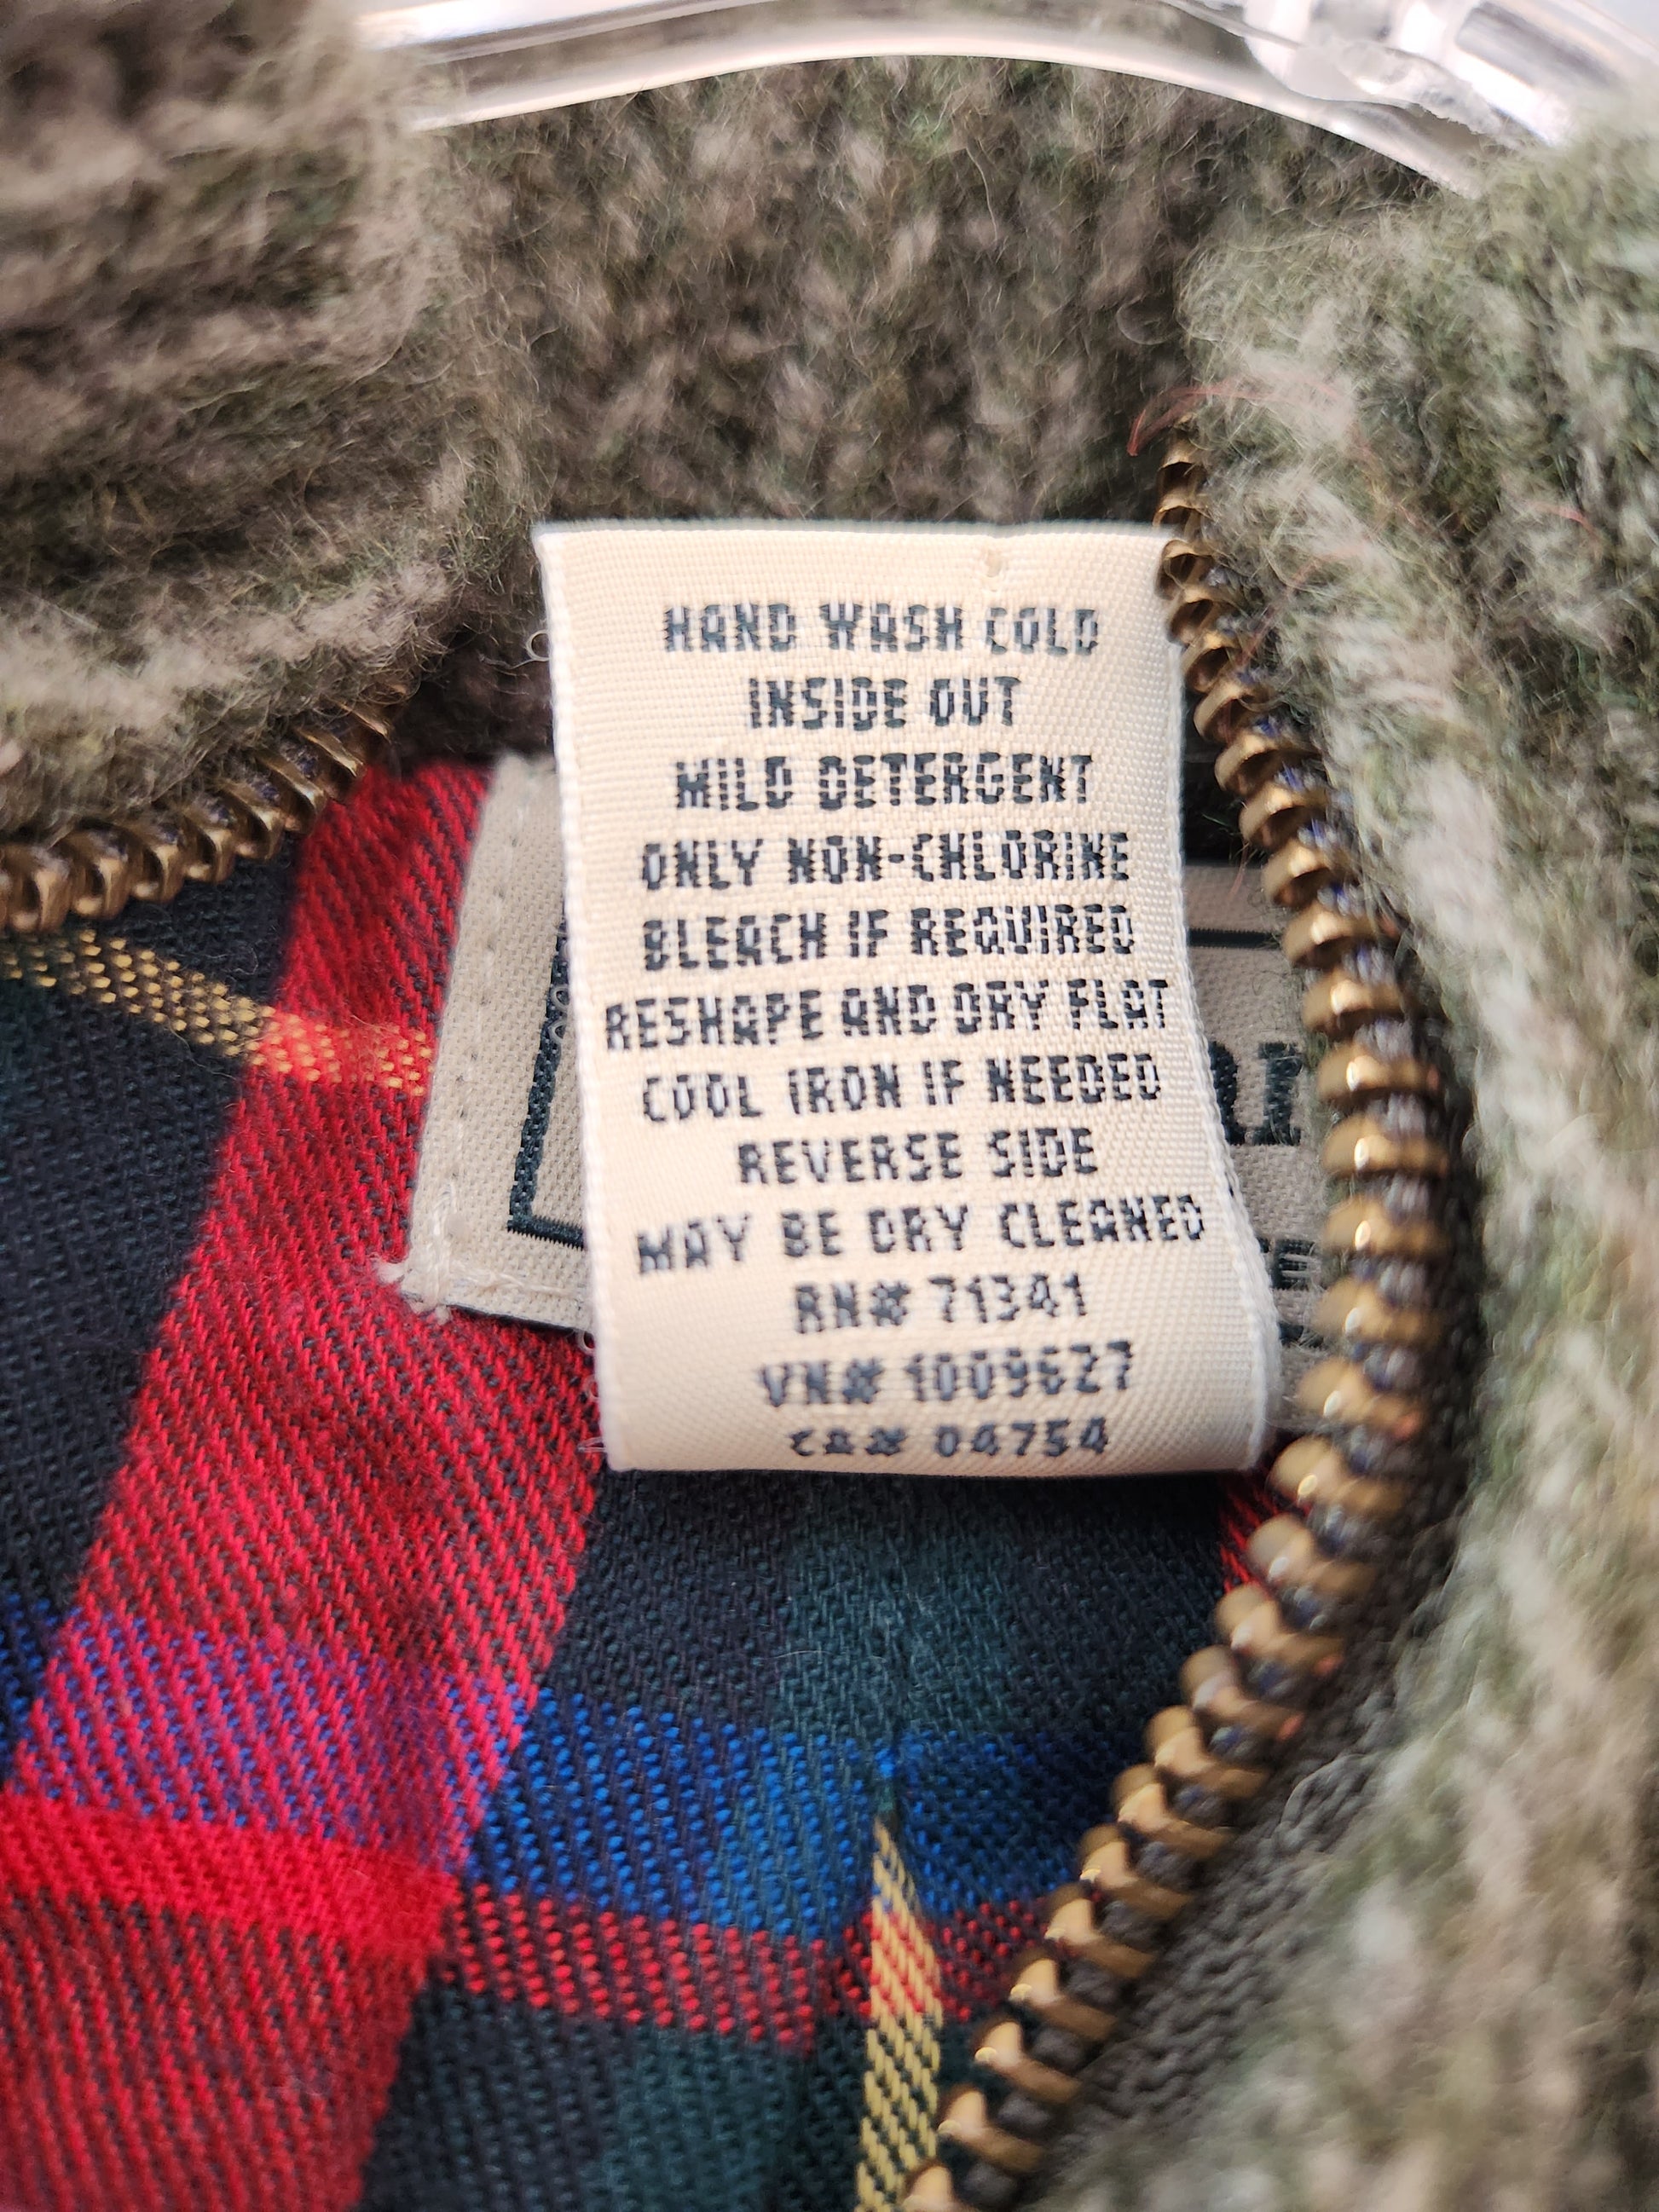 HAND WASH COLD
INSIDE OUT
MILD DETERGENT
ONLY NON-CHLORINE
BLEACH IF REQUIRED
RESHAPE AND DRY FLAT
COOL IRON IF NEEDED
REVERSE SIDE
MAY BE DRY CLEANED
RN# 71341
VN# 1009627
CA# 04754